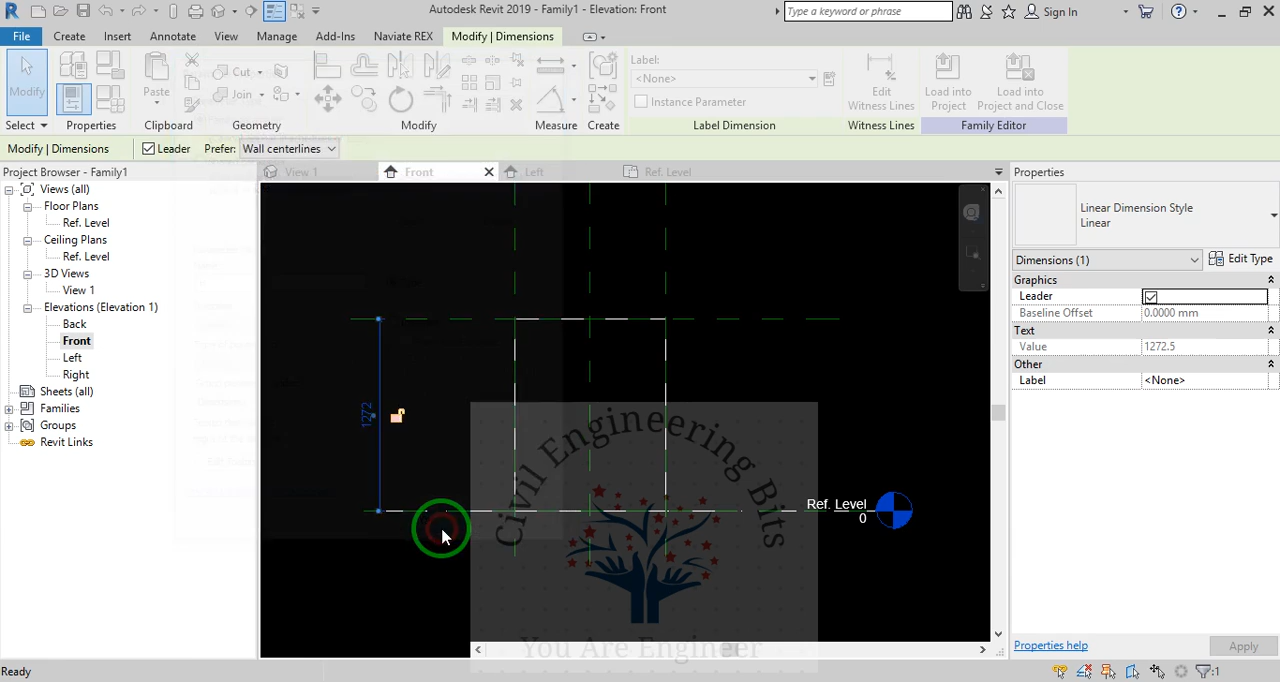 Autodesk Revit 2019 - Family1 - Elevation: Front
Type a keyword or phrase
Sign In
File Create Insert Annotate View Manage Add-Ins Naviate REX Modify | Dimensions
Modify
Paste
Cut
Join
Edit
Witness Lines
Load into
Project
Load into
Project and Close
Label:
<None>
Instance Parameter
Select Properties Clipboard Geometry Modify Measure Create Label Dimension Witness Lines Family Editor
Modify | Dimensions
Leader Prefer: Wall centerlines
Project Browser - Family1
View 1
Front
Left
Ref. Level
Views (all)
Floor Plans
Ref. Level
Ceiling Plans
Ref. Level
3D Views
View 1
Elevations (Elevation 1)
Back
Front
Left
Right
Sheets (all)
Families
Groups
Revit Links
1272
Ref. Level
0
Civil Engineering Bits
You Are Engineer
Properties
Linear Dimension Style
Linear
Dimensions (1)
Edit Type
Graphics
Leader
Baseline Offset 0.0000 mm
Text
Value 1272.5
Other
Label <None>
Properties help
Apply
Ready
:1